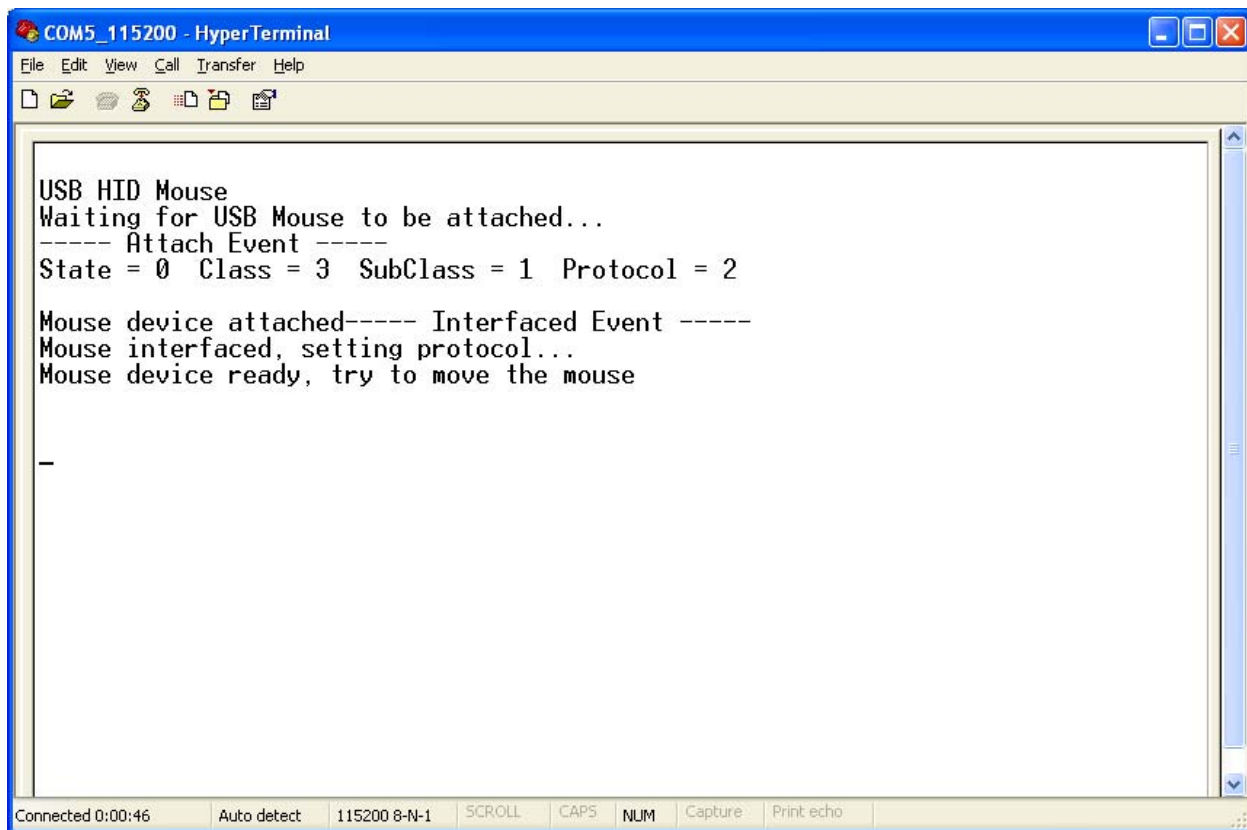 COM5_115200 - HyperTerminal
File Edit View Call Transfer Help
USB HID Mouse
Waiting for USB Mouse to be attached...
----- Attach Event -----
State = 0  Class = 3  SubClass = 1  Protocol = 2
Mouse device attached----- Interfaced Event -----
Mouse interfaced, setting protocol...
Mouse device ready, try to move the mouse
_
Connected 0:00:46 Auto detect 115200 8-N-1 SCROLL CAPS NUM Capture Print echo